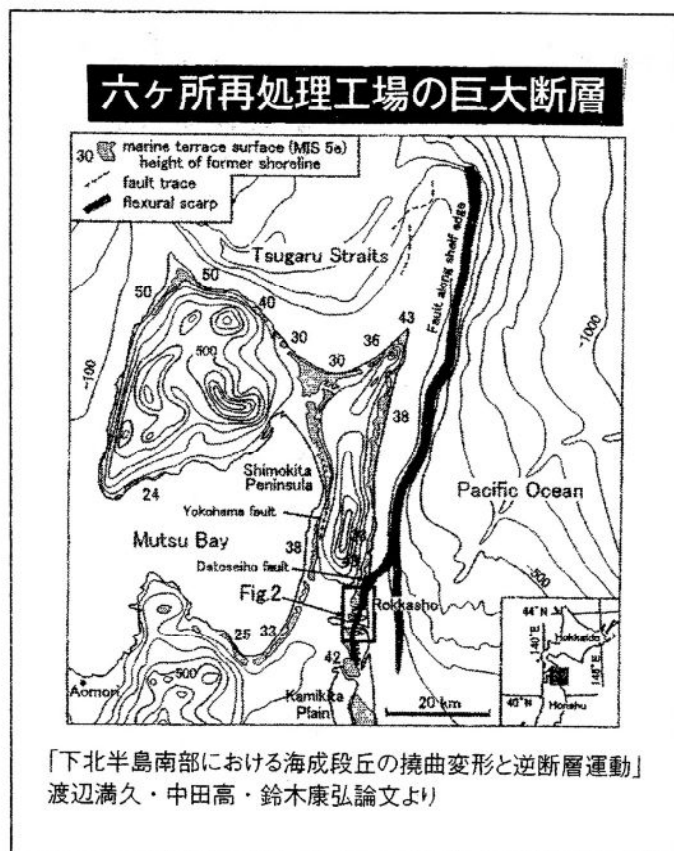 六ヶ所再処理工場の巨大断層
30 marine terrace surface (MIS 5e)
height of former shoreline
fault trace
flexural scarp
Tsugaru Straits
Fault along shelf edge
-1000
50
50
40
43
36
30
30
500
-100
38
24
Shimokita
Peninsula
Pacific Ocean
Yokohama fault
Mutsu Bay
38
-500
Datoseiho fault
Fig.2
Rokkasho
25
33
42
500
Aomori
Kamikita
Plain
20 km
44°N
140°E
Hokkaido
40°N
Honshu
「下北半島南部における海成段丘の撓曲変形と逆断層運動」
渡辺満久・中田高・鈴木康弘論文より